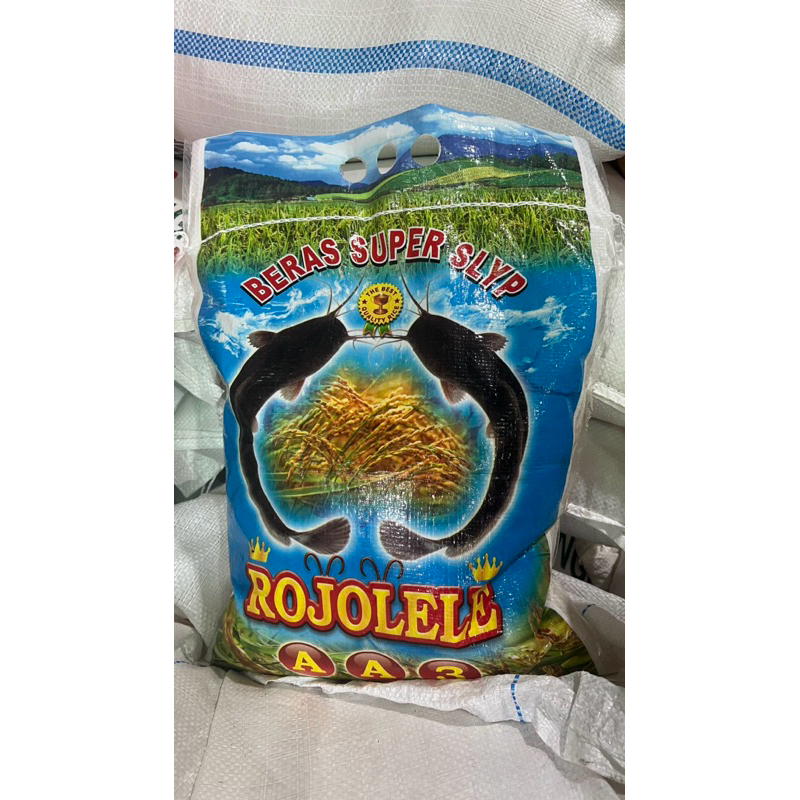 BERAS SUPER SLYP
THE BEST
QUALITY RICE
ROJOLELE
A A 3